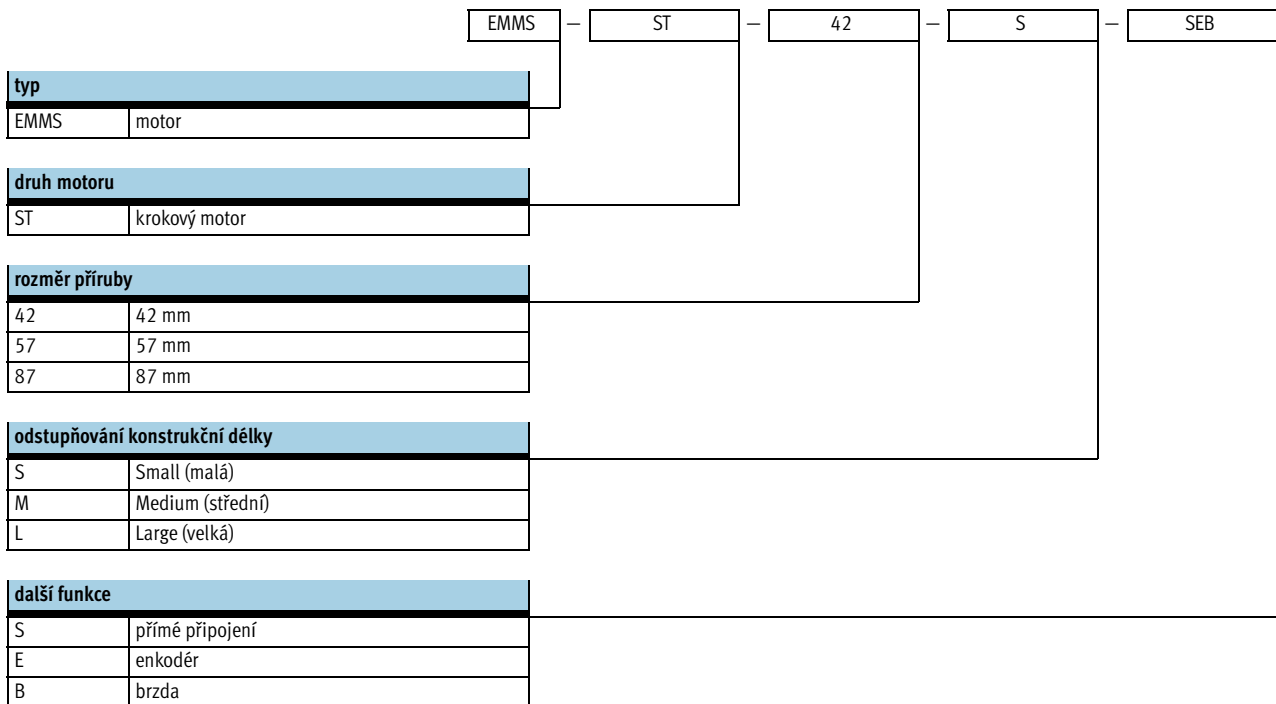 EMMS – ST – 42 – S – SEB
typ
EMMS motor
druh motoru
ST krokový motor
rozměr příruby
42 42 mm
57 57 mm
87 87 mm
odstupňování konstrukční délky
S Small (malá)
M Medium (střední)
L Large (velká)
další funkce
S přímé připojení
E enkodér
B brzda